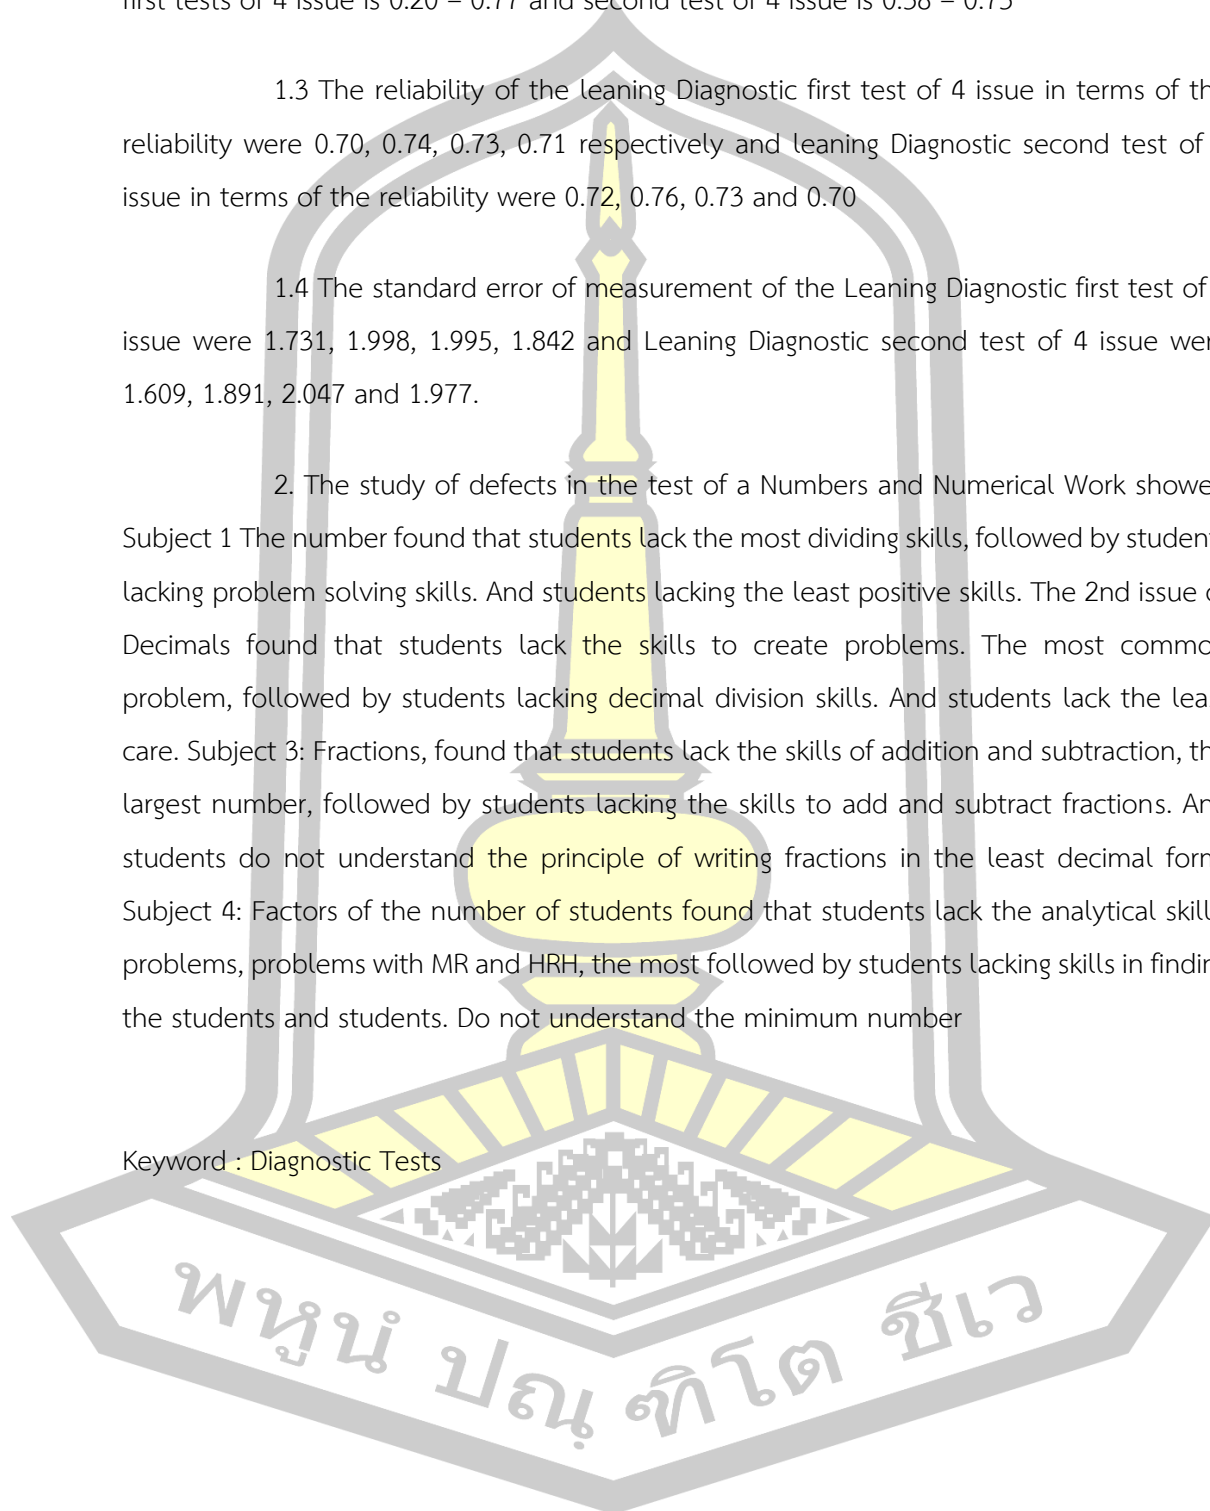 first tests of 4 issue is 0.20 – 0.77 and second test of 4 issue is 0.38 – 0.75
1.3 The reliability of the leaning Diagnostic first test of 4 issue in terms of th
reliability were 0.70, 0.74, 0.73, 0.71 respectively and leaning Diagnostic second test of
issue in terms of the reliability were 0.72, 0.76, 0.73 and 0.70
1.4 The standard error of measurement of the Leaning Diagnostic first test of
issue were 1.731, 1.998, 1.995, 1.842 and Leaning Diagnostic second test of 4 issue wer
1.609, 1.891, 2.047 and 1.977.
2. The study of defects in the test of a Numbers and Numerical Work showe
Subject 1 The number found that students lack the most dividing skills, followed by student
lacking problem solving skills. And students lacking the least positive skills. The 2nd issue o
Decimals found that students lack the skills to create problems. The most commo
problem, followed by students lacking decimal division skills. And students lack the leas
care. Subject 3: Fractions, found that students lack the skills of addition and subtraction, th
largest number, followed by students lacking the skills to add and subtract fractions. An
students do not understand the principle of writing fractions in the least decimal form
Subject 4: Factors of the number of students found that students lack the analytical skill
problems, problems with MR and HRH, the most followed by students lacking skills in findin
the students and students. Do not understand the minimum number
Keyword : Diagnostic Tests
พหูนํ ปณฺฑิโต ชีเว